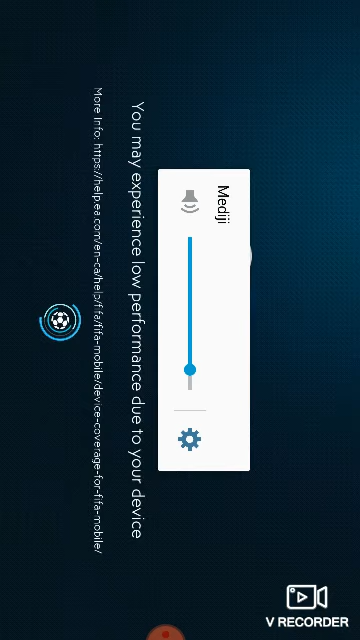 Mediji
You may experience low performance due to your device
More Info: https://help.ea.com/en-ca/help/fifa/fifa-mobile/device-coverage-for-fifa-mobile/
V RECORDER